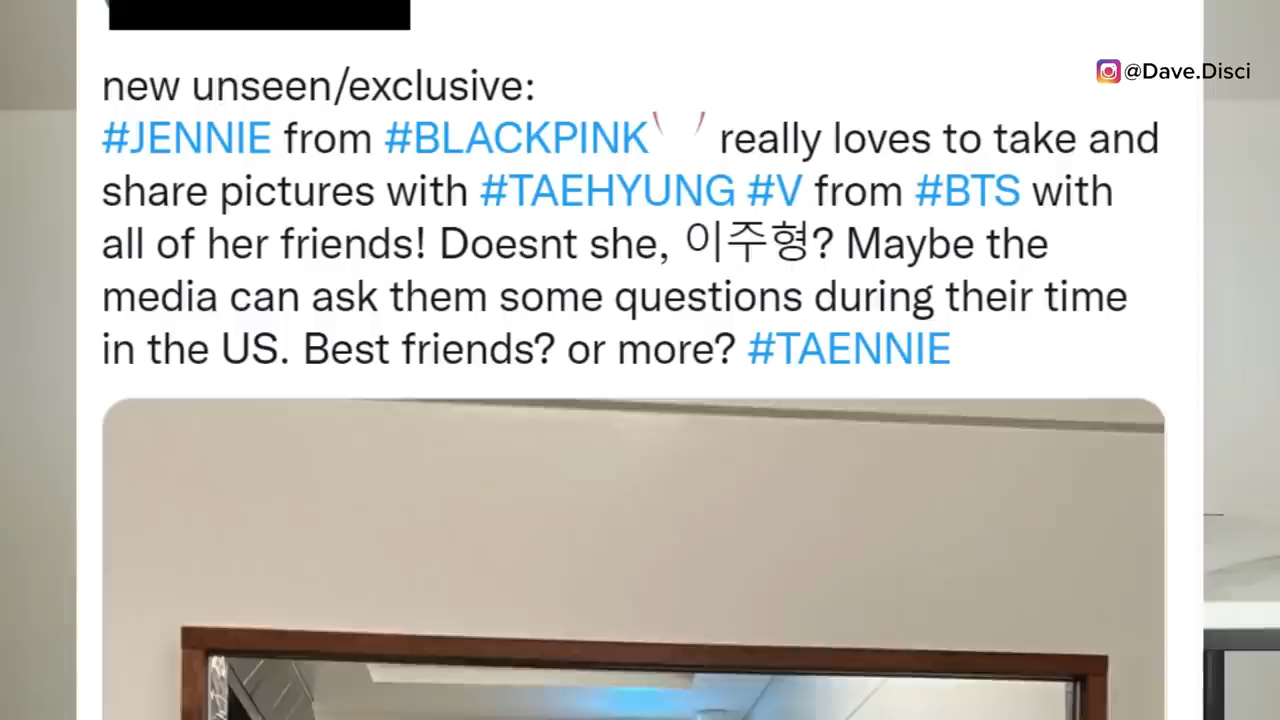 @Dave.Disci
new unseen/exclusive:
#JENNIE from #BLACKPINK really loves to take and
share pictures with #TAEHYUNG #V from #BTS with
all of her friends! Doesnt she, 이주형? Maybe the
media can ask them some questions during their time
in the US. Best friends? or more? #TAENNIE